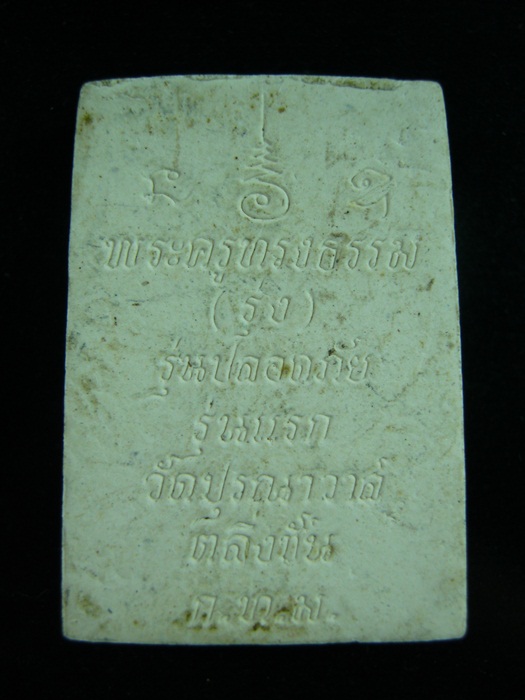 พระครูทรงธรรม
(รุ่ง)
รุ่นปลอดภัย
รุ่นแรก
วัดปุรณาวาส
ตลิ่งชัน
ก.ท.ม.